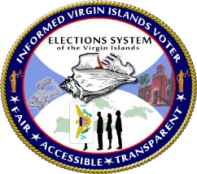 INFORMED VIRGIN ISLANDS VOTER
ELECTIONS SYSTEM
of the Virgin Islands
FAIR ★ ACCESSIBLE ★ TRANSPARENT